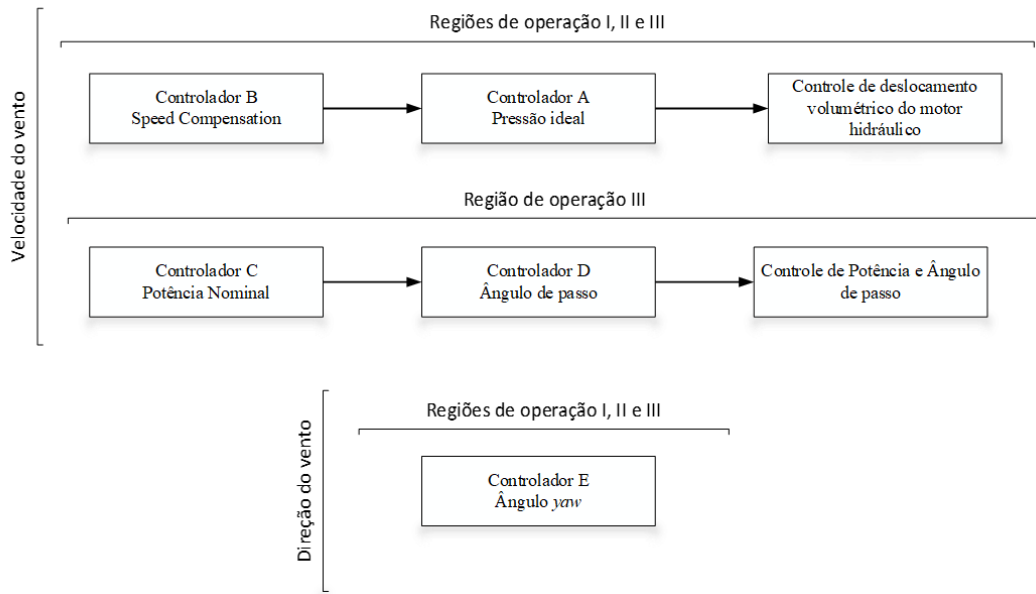 Velocidade do vento
Regiões de operação I, II e III
Controlador B
Speed Compensation
Controlador A
Pressão ideal
Controle de deslocamento
volumétrico do motor
hidráulico
Região de operação III
Controlador C
Potência Nominal
Controlador D
Ângulo de passo
Controle de Potência e Ângulo
de passo
Direção do vento
Regiões de operação I, II e III
Controlador E
Ângulo yaw